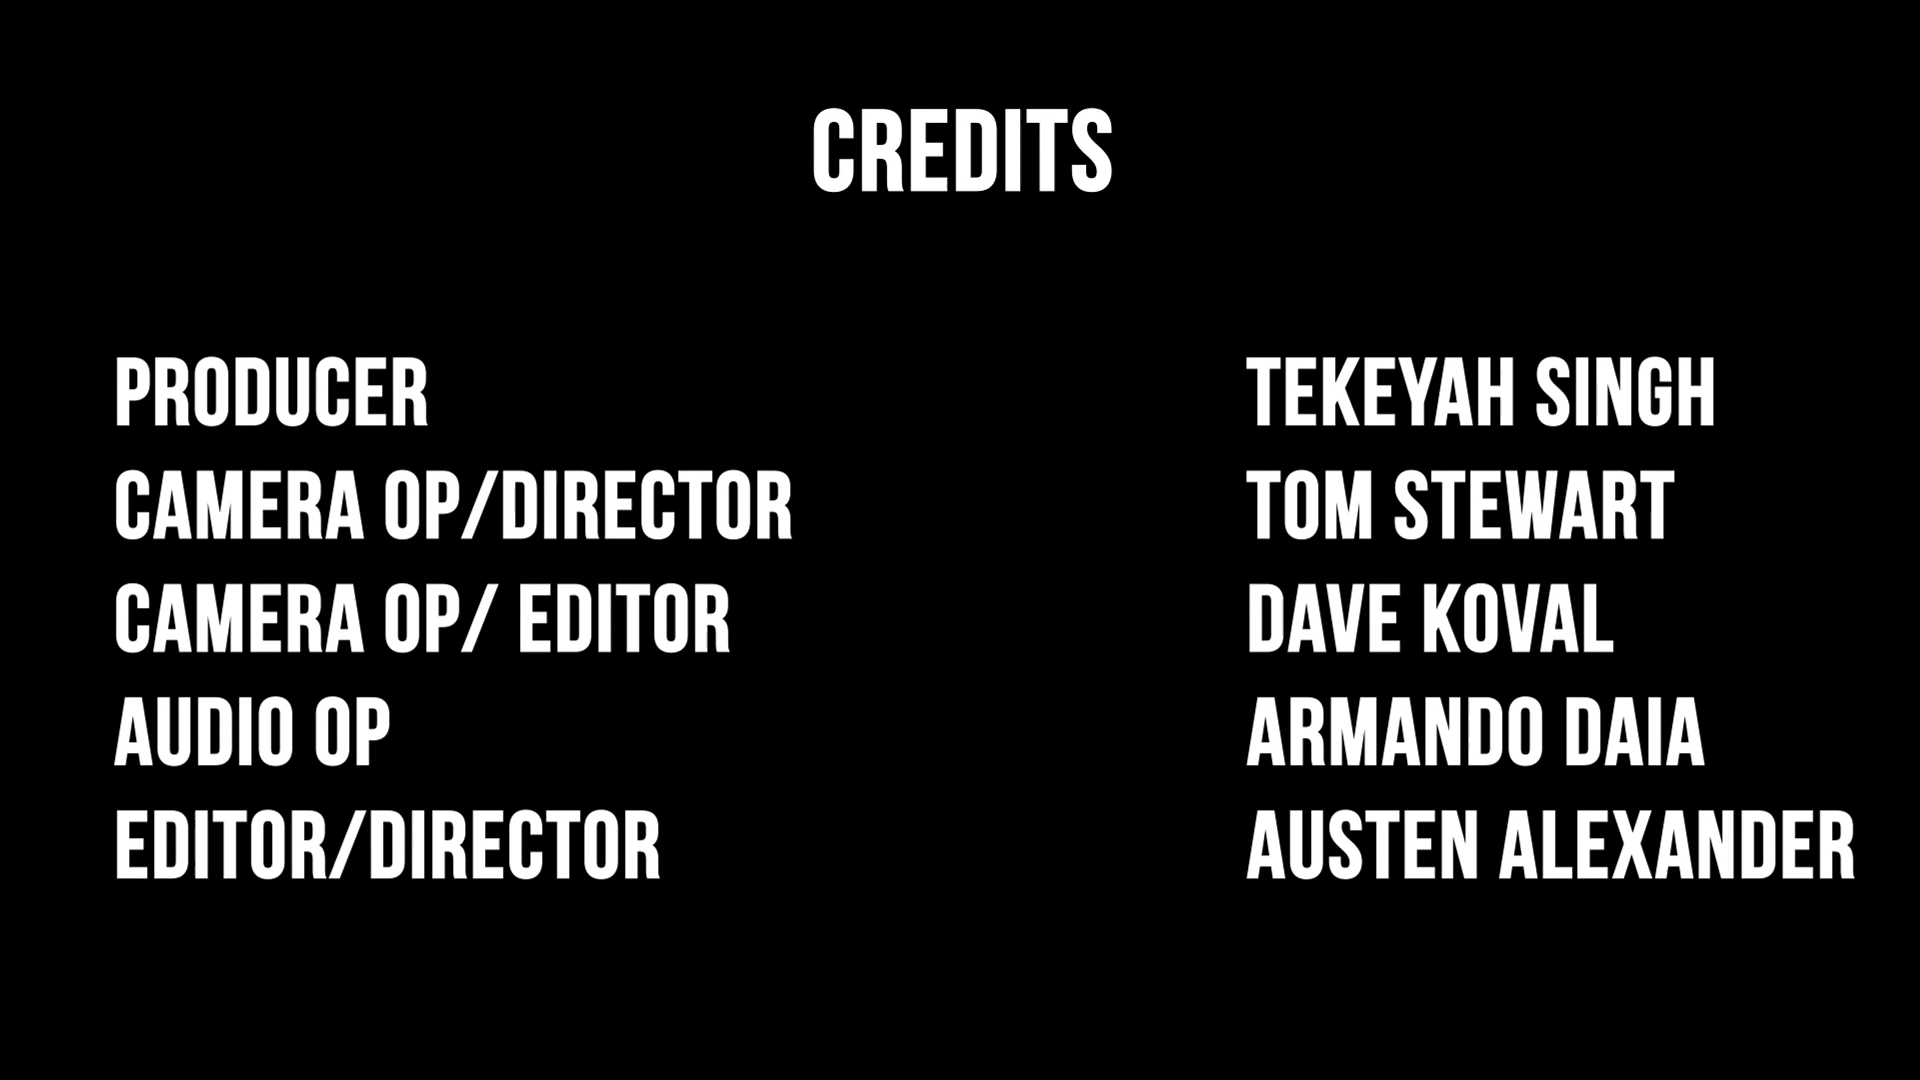 CREDITS
PRODUCER TEKEYAH SINGH
CAMERA OP/DIRECTOR TOM STEWART
CAMERA OP/ EDITOR DAVE KOVAL
AUDIO OP ARMANDO DAIA
EDITOR/DIRECTOR AUSTEN ALEXANDER